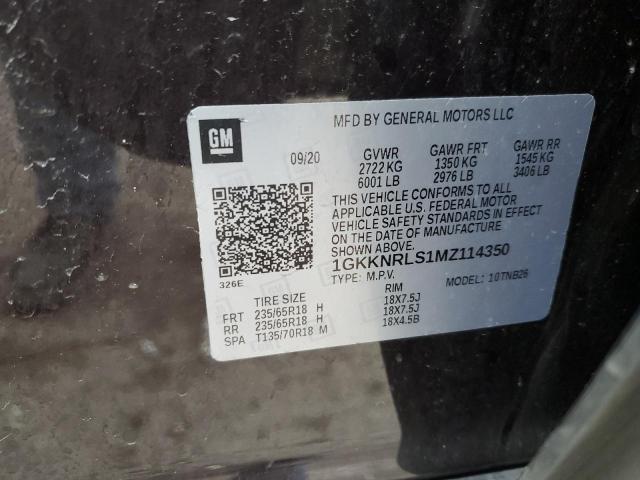 GM
MFD BY GENERAL MOTORS LLC
09/20 GVWR GAWR FRT GAWR RR
2722 KG 1350 KG 1545 KG
6001 LB 2976 LB 3406 LB
THIS VEHICLE CONFORMS TO ALL
APPLICABLE U.S. FEDERAL MOTOR
VEHICLE SAFETY STANDARDS IN EFFECT
ON THE DATE OF MANUFACTURE
SHOWN ABOVE.
1GKKNRLS1MZ114350
326E
TYPE: M.P.V. MODEL: 10TNB26
TIRE SIZE RIM
FRT 235/65R18 H 18X7.5J
RR 235/65R18 H 18X7.5J
SPA T135/70R18 M 18X4.5B